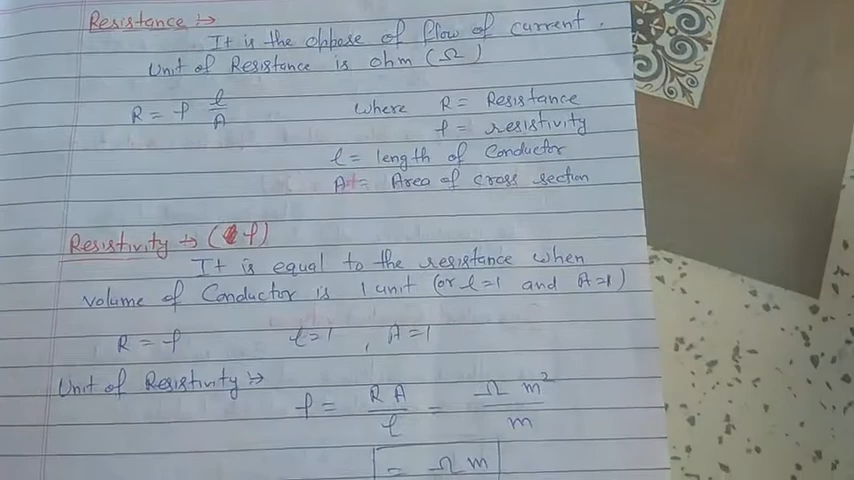 Resistance :→
It is the oppose of flow of current.
Unit of Resistance is ohm (Ω)
R = ρ l/A where R = Resistance
ρ = resistivity
l = length of Conductor
A = Area of cross section
Resistivity → (ρ)
It is equal to the resistance when
volume of Conductor is 1 unit (or l=1 and A=1)
R = ρ l=1, A=1
Unit of Resistivity :→
ρ = RA/l = Ω m²/m
= Ω m